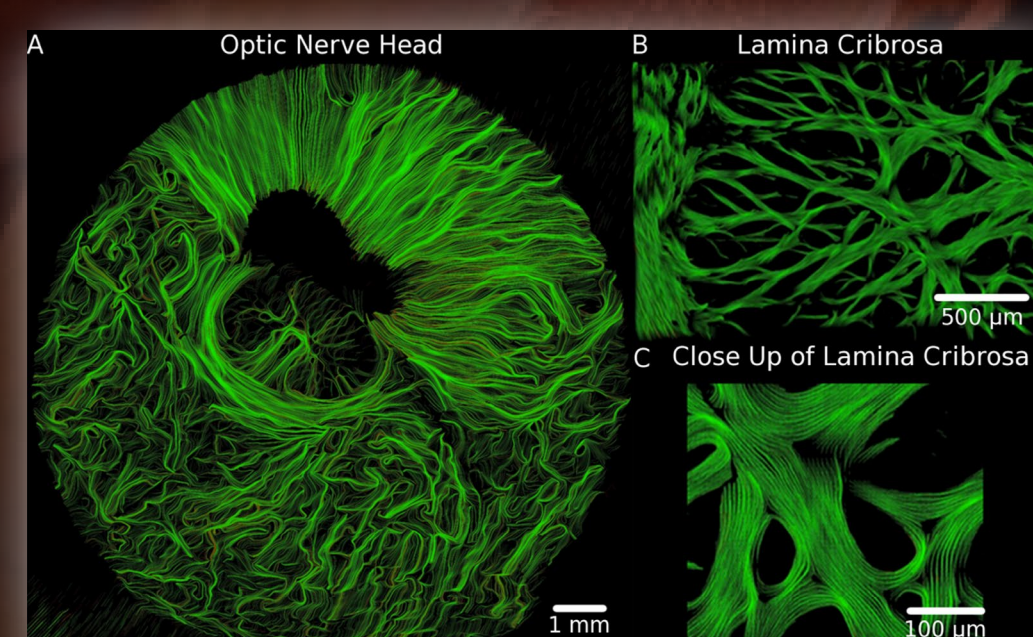 A
Optic Nerve Head
B
Lamina Cribrosa
500 µm
C
Close Up of Lamina Cribrosa
1 mm
100 µm